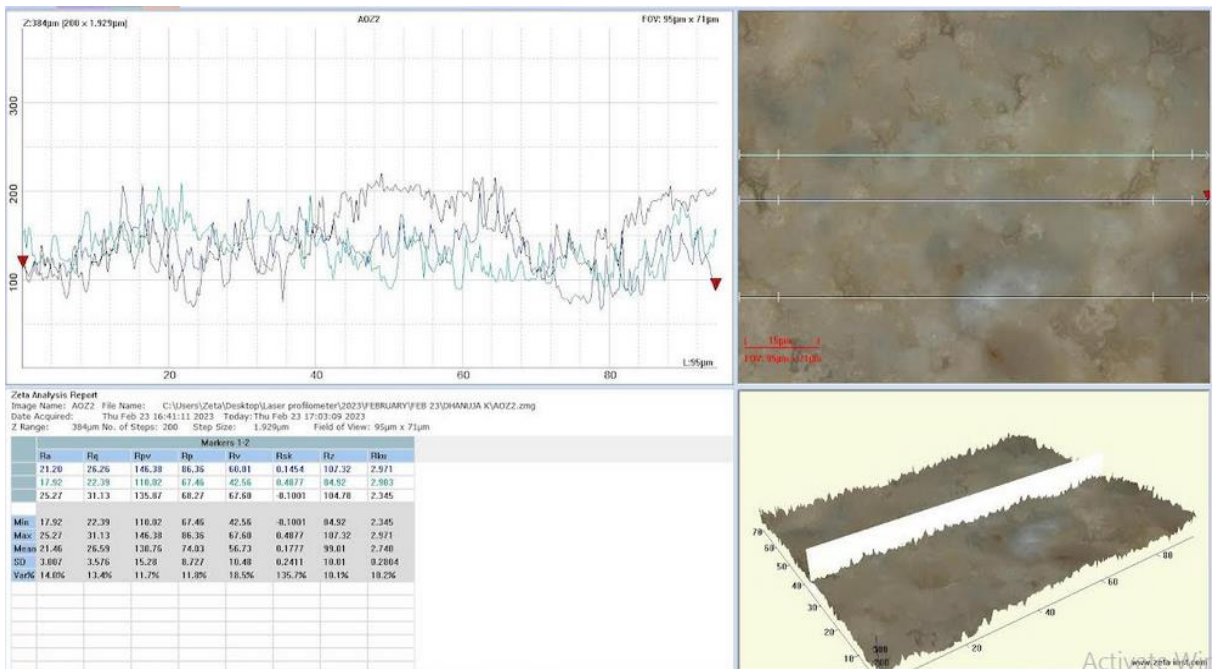 Z:384µm (200 x 1.929µm)
AOZ2
FOV: 95µm x 71µm
300
200
100
20
40
60
80
L:95µm
15µm
FOV: 95µm x 71µm
Zeta Analysis Report
Image Name: AOZ2 File Name: C:\Users\Zeta\Desktop\Laser profilometer\2023\FEBRUARY\FEB 23\DHANUJA K\AOZ2.zmg
Date Acquired: Thu Feb 23 16:41:11 2023 Today: Thu Feb 23 17:03:09 2023
Z Range: 384µm No. of Steps: 200 Step Size: 1.929µm Field of View: 95µm x 71µm
Markers 1-2
Ra Rq Rpv Rp Rv Rsk Rz Rku
21.20 26.26 146.38 86.36 60.01 0.1454 107.32 2.971
17.92 22.39 110.02 67.46 42.56 0.4877 84.92 2.903
25.27 31.13 135.87 68.27 67.60 -0.1001 104.78 2.345
Min 17.92 22.39 110.02 67.46 42.56 -0.1001 84.92 2.345
Max 25.27 31.13 146.38 86.36 67.60 0.4877 107.32 2.971
Mean 21.46 26.59 130.76 74.03 56.73 0.1777 99.01 2.740
SD 3.007 3.576 15.28 8.727 10.48 0.2411 10.01 0.2804
Var% 14.0% 13.4% 11.7% 11.8% 18.5% 135.7% 10.1% 10.2%
70
60
50
40
30
20
10
300
200
20
40
60
80
Activate Win
www.zeta-inst.com